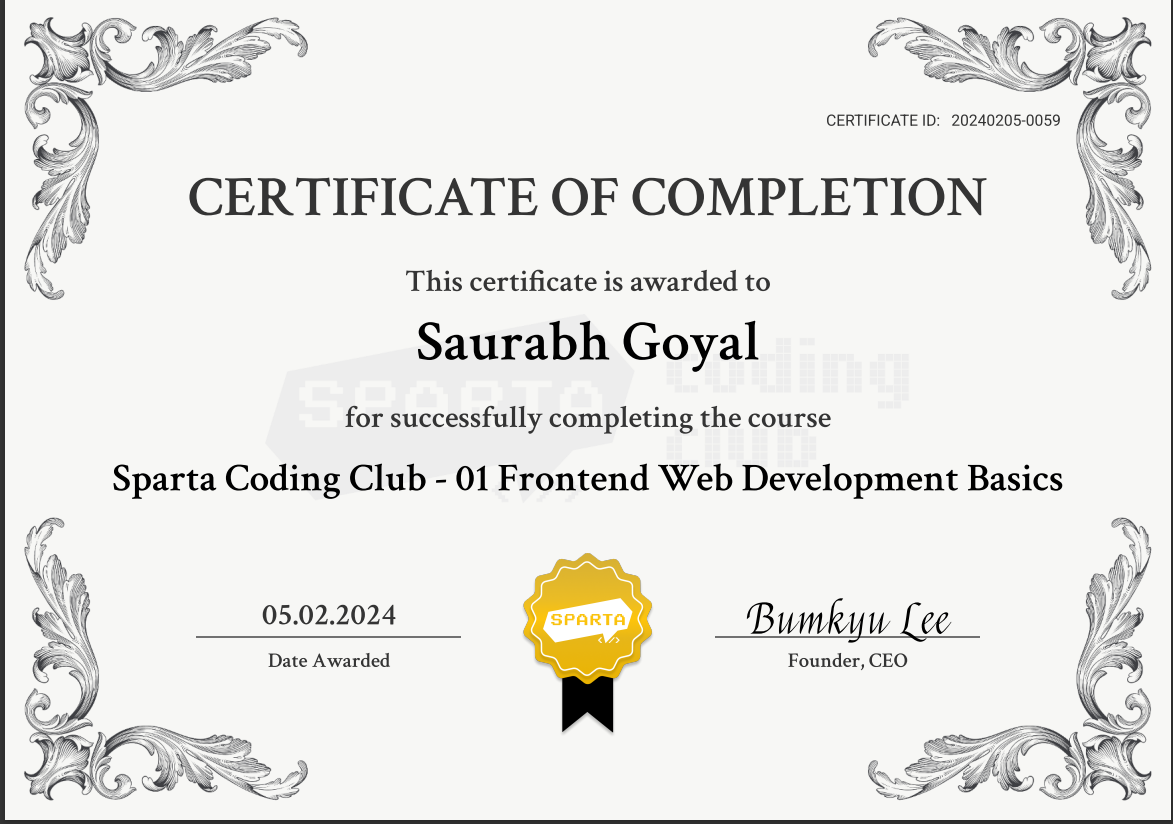 CERTIFICATE ID: 20240205-0059
CERTIFICATE OF COMPLETION
This certificate is awarded to
Saurabh Goyal
SPARTA coding
club
for successfully completing the course
Sparta Coding Club - 01 Frontend Web Development Basics
05.02.2024
Date Awarded
SPARTA
</>
Bumkyu Lee
Founder, CEO